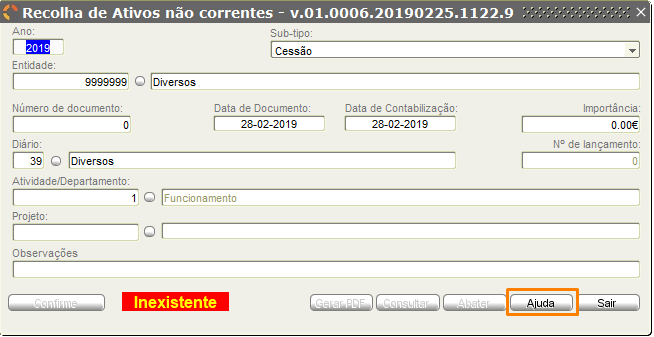 Recolha de Ativos não correntes - v.01.0006.20190225.1122.9
Ano: Sub-tipo:
2019 Cessão
Entidade:
9999999 Diversos
Número de documento: Data de Documento: Data de Contabilização: Importância:
0 28-02-2019 28-02-2019 0.00€
Diário: Nº de lançamento:
39 Diversos 0
Atividade/Departamento:
1 Funcionamento
Projeto:
Observações
Confirme Inexistente Gerar PDF Consultar Abater Ajuda Sair